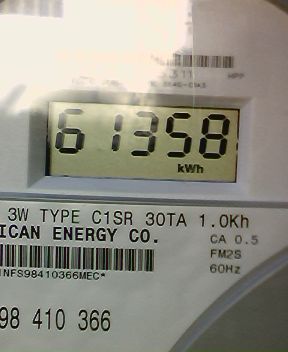 61358
kWh
3W TYPE C1SR 30TA 1.0Kh
ICAN ENERGY CO.
CA 0.5
FM2S
NFS98410366MEC*
60Hz
98 410 366